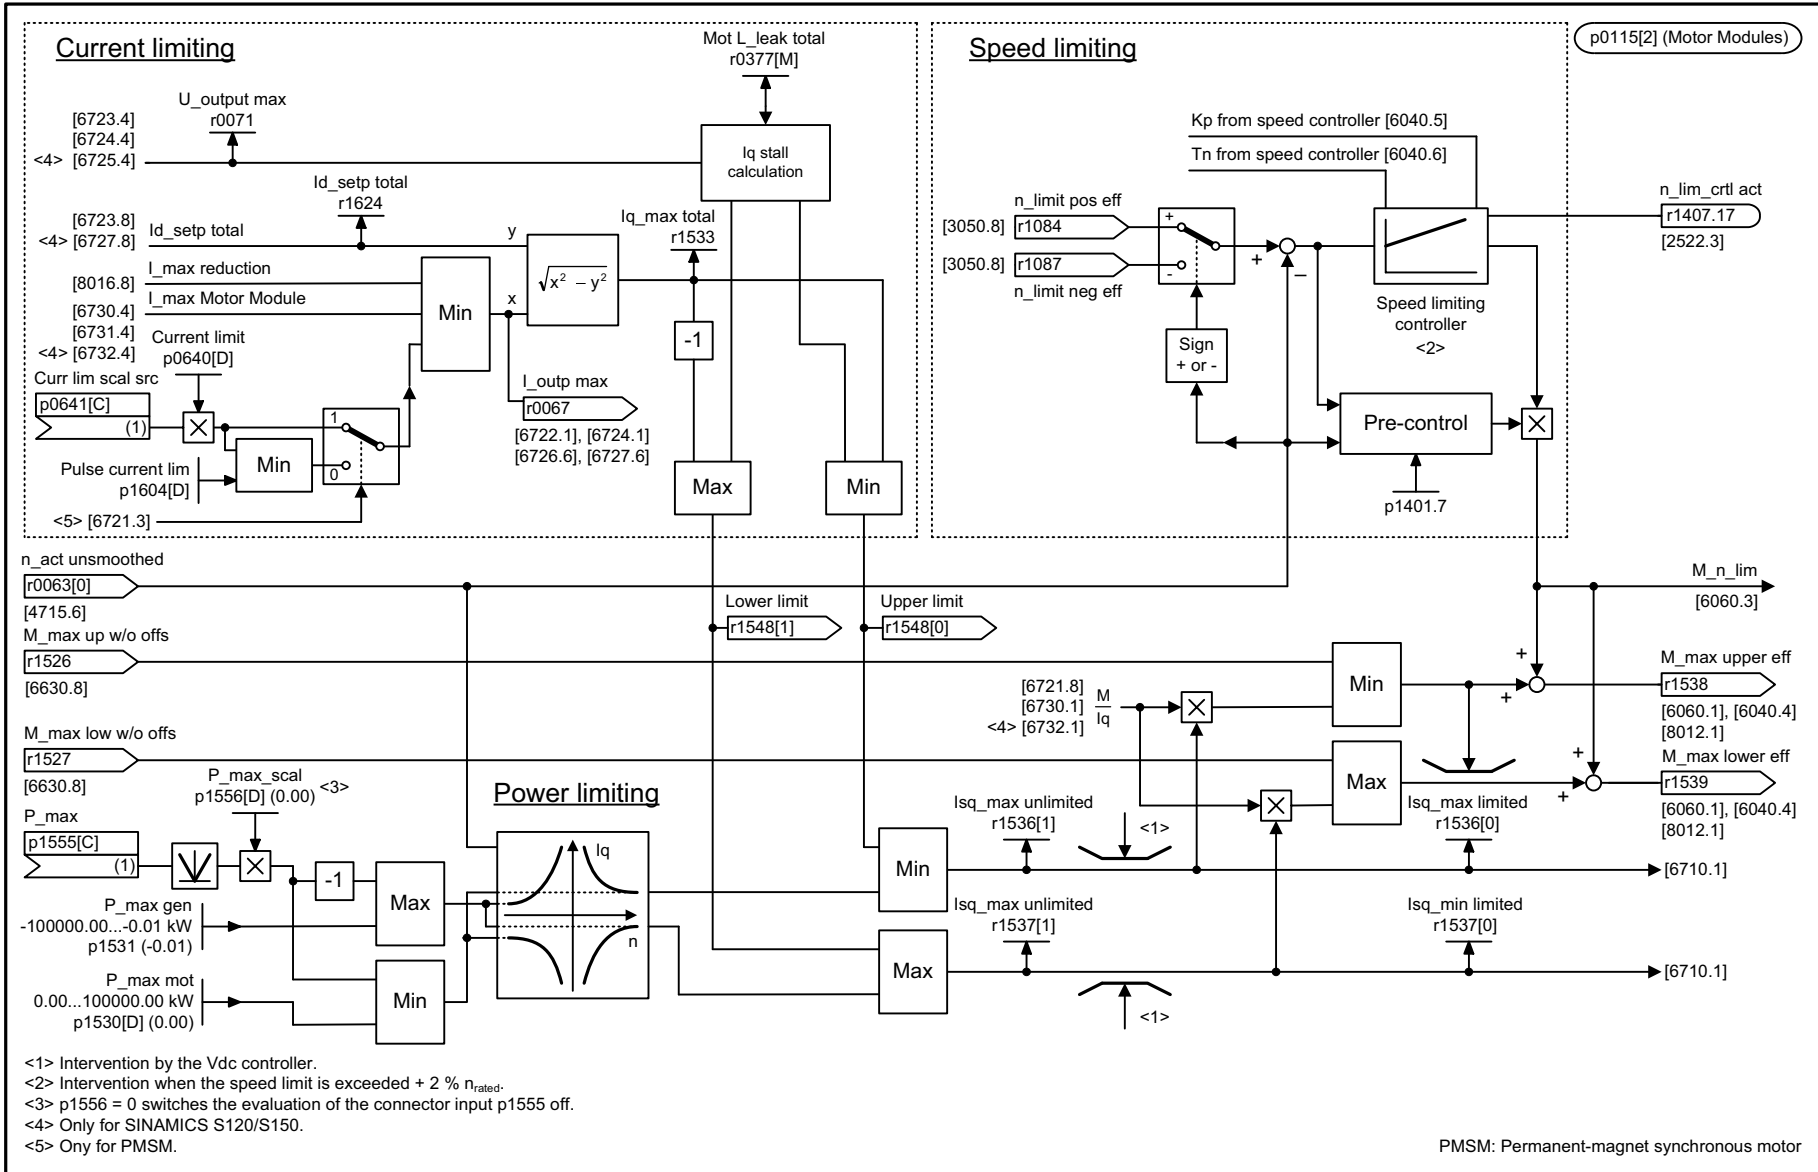 Current limiting
Mot L_leak total
r0377[M]
U_output max
r0071
[6723.4]
[6724.4]
<4> [6725.4]
Iq stall
calculation
Id_setp total
r1624
[6723.8]
<4> [6727.8]
Id_setp total
y
Iq_max total
r1533
I_max reduction
[8016.8]
I_max Motor Module
[6730.4]
[6731.4]
<4> [6732.4]
Min
x
√x² – y²
-1
Current limit
p0640[D]
Curr lim scal src
p0641[C]
(1)
1
0
Min
Pulse current lim
p1604[D]
<5> [6721.3]
I_outp max
r0067
[6722.1], [6724.1]
[6726.6], [6727.6]
Max
Min
Speed limiting
p0115[2] (Motor Modules)
Kp from speed controller [6040.5]
Tn from speed controller [6040.6]
n_limit pos eff
[3050.8] r1084
+
[3050.8] r1087
-
n_limit neg eff
+
–
Sign
+ or -
Speed limiting
controller
<2>
n_lim_crtl act
r1407.17
[2522.3]
Pre-control
p1401.7
n_act unsmoothed
r0063[0]
[4715.6]
M_n_lim
[6060.3]
Lower limit
r1548[1]
Upper limit
r1548[0]
M_max up w/o offs
r1526
[6630.8]
[6721.8]
[6730.1]
<4> [6732.1]
M
Iq
Min
+
+
M_max upper eff
r1538
[6060.1], [6040.4]
[8012.1]
M_max low w/o offs
r1527
[6630.8]
Max
+
+
M_max lower eff
r1539
[6060.1], [6040.4]
[8012.1]
P_max_scal
p1556[D] (0.00) <3>
Power limiting
P_max
p1555[C]
(1)
-1
Max
P_max gen
-100000.00...-0.01 kW
p1531 (-0.01)
P_max mot
0.00...100000.00 kW
p1530[D] (0.00)
Min
Iq
n
Min
Isq_max unlimited
r1536[1]
<1>
Isq_max limited
r1536[0]
[6710.1]
Max
Isq_max unlimited
r1537[1]
<1>
Isq_min limited
r1537[0]
[6710.1]
<1> Intervention by the Vdc controller.
<2> Intervention when the speed limit is exceeded + 2 % nrated.
<3> p1556 = 0 switches the evaluation of the connector input p1555 off.
<4> Only for SINAMICS S120/S150.
<5> Ony for PMSM.
PMSM: Permanent-magnet synchronous motor